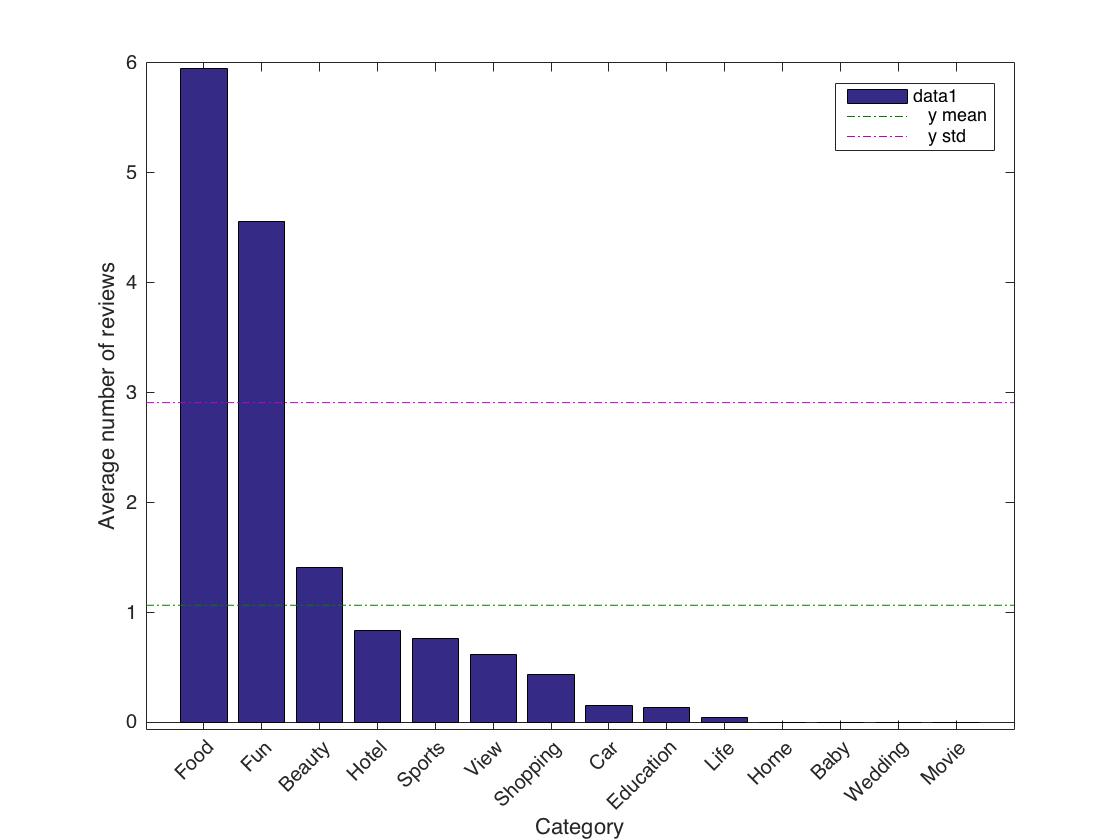 data1
y mean
y std
6
5
4
3
2
1
0
Average number of reviews
Food
Fun
Beauty
Hotel
Sports
View
Shopping
Car
Education
Life
Home
Baby
Wedding
Movie
Category